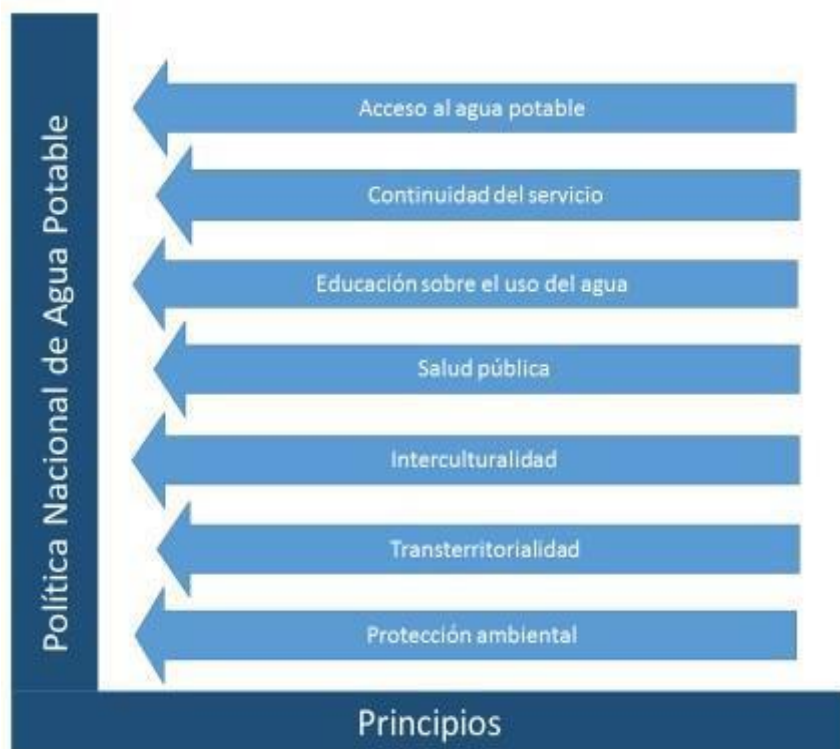 Política Nacional de Agua Potable
Acceso al agua potable
Continuidad del servicio
Educación sobre el uso del agua
Salud pública
Interculturalidad
Transterritorialidad
Protección ambiental
Principios